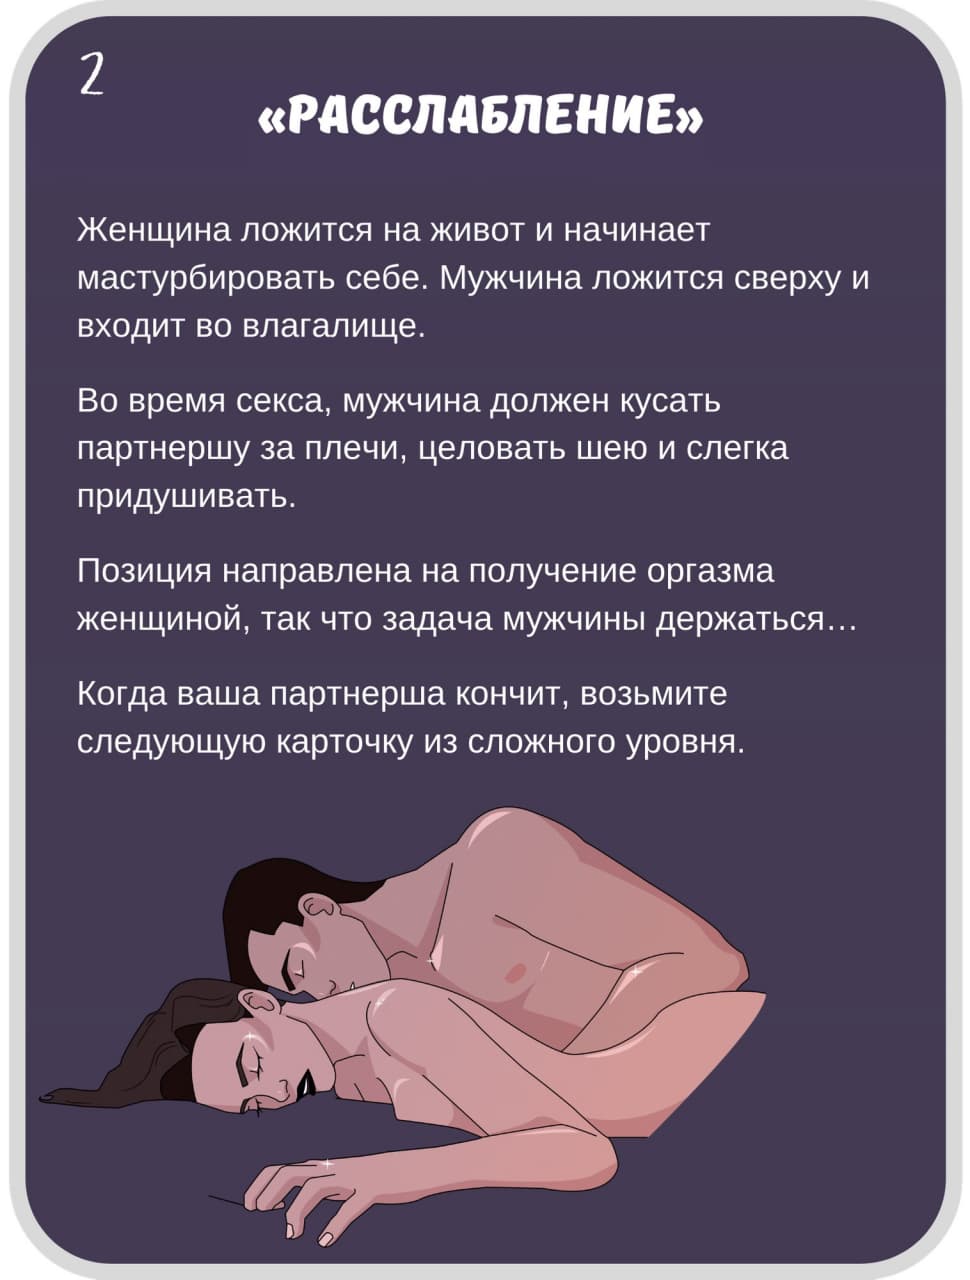 2
«РАССЛАБЛЕНИЕ»
Женщина ложится на живот и начинает
мастурбировать себе. Мужчина ложится сверху и
входит во влагалище.
Во время секса, мужчина должен кусать
партнершу за плечи, целовать шею и слегка
придушивать.
Позиция направлена на получение оргазма
женщиной, так что задача мужчины держаться...
Когда ваша партнерша кончит, возьмите
следующую карточку из сложного уровня.